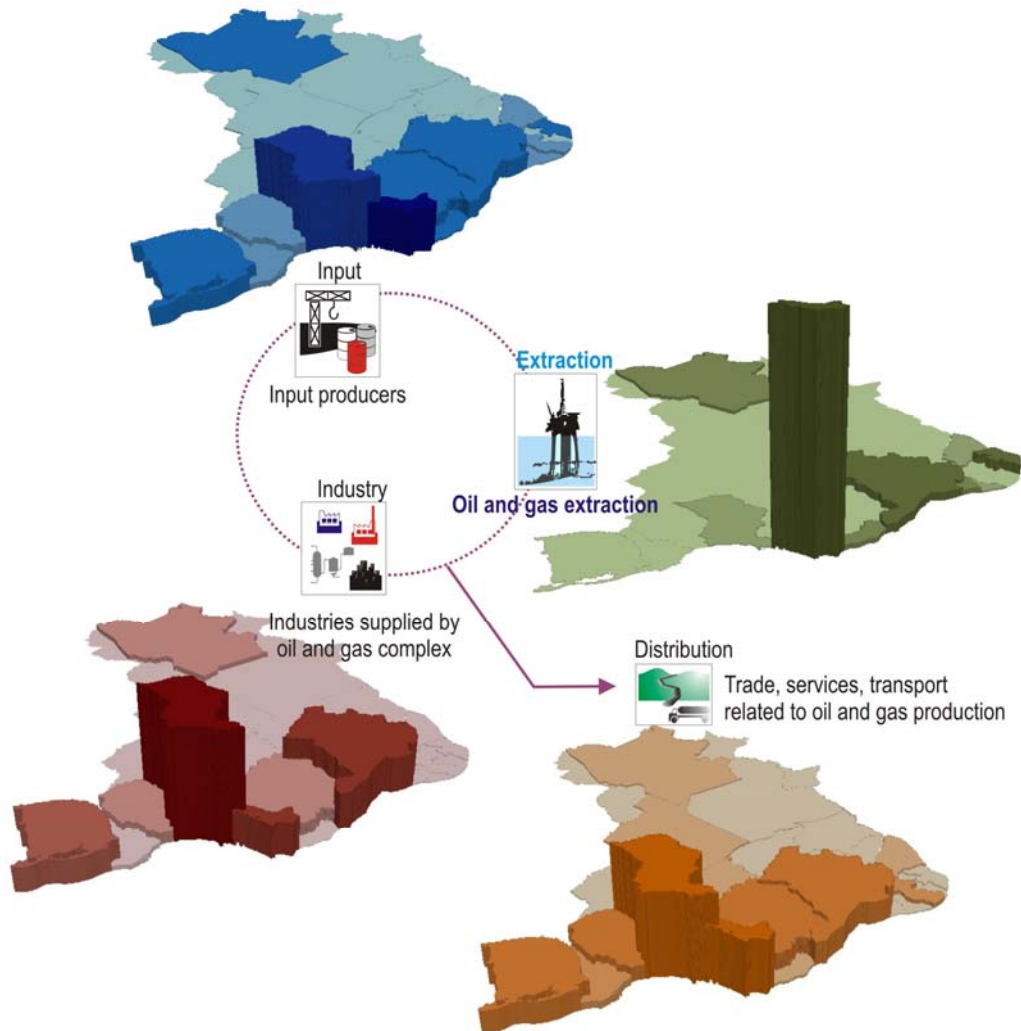 Input
Input producers
Extraction
Oil and gas extraction
Industry
Industries supplied by
oil and gas complex
Distribution
Trade, services, transport
related to oil and gas production